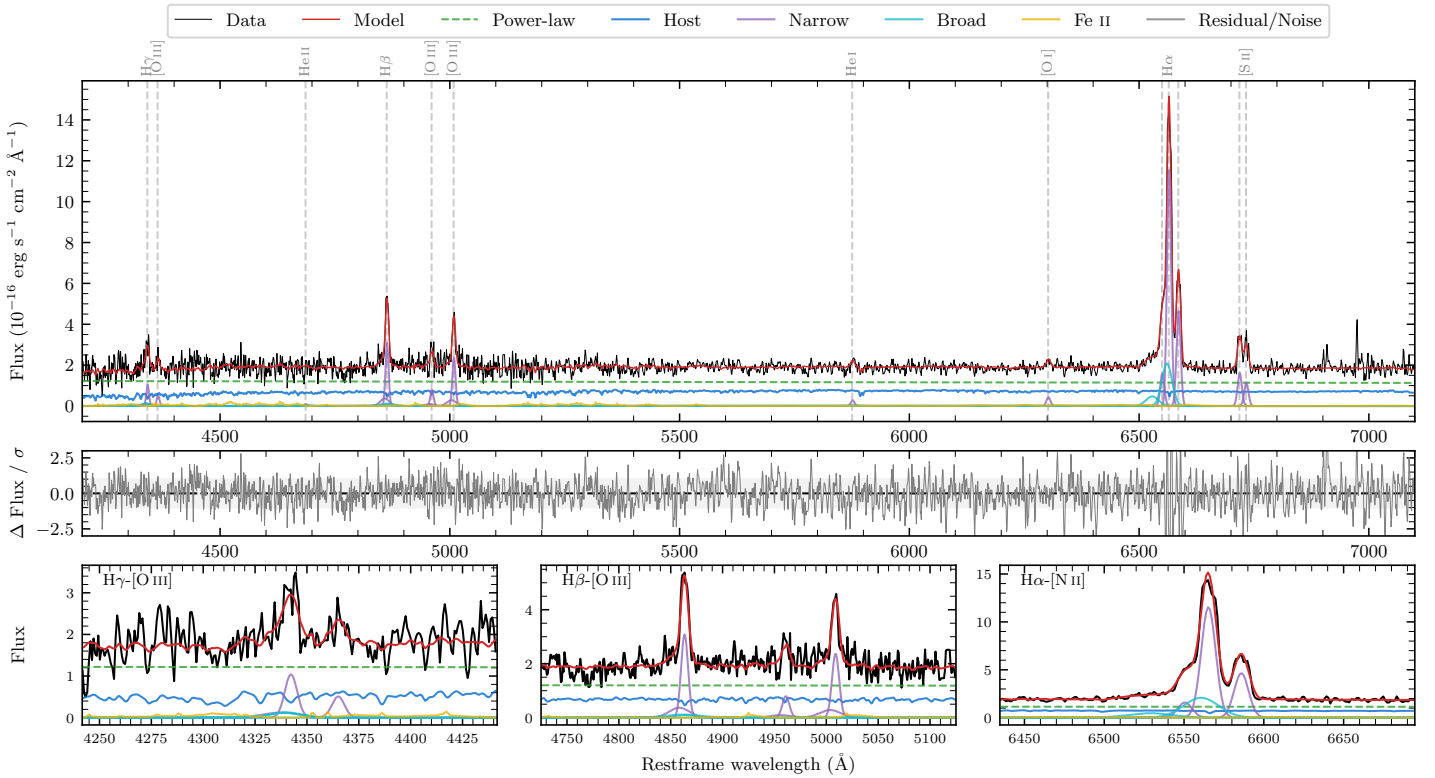 Data Model Power-law Host Narrow Broad Fe II Residual/Noise
Hγ [O III] He II Hβ [O III] [O III] He I [O I] Hα [S II]
Flux (10⁻¹⁶ erg s⁻¹ cm⁻² Å⁻¹)
14
12
10
8
6
4
2
0
4500 5000 5500 6000 6500 7000
Δ Flux / σ
2.5
0.0
−2.5
4500 5000 5500 6000 6500 7000
Flux
Hγ-[O III]
3
2
1
0
4250 4275 4300 4325 4350 4375 4400 4425
Hβ-[O III]
4
2
0
4750 4800 4850 4900 4950 5000 5050 5100
Hα-[N II]
15
10
5
0
6450 6500 6550 6600 6650
Restframe wavelength (Å)